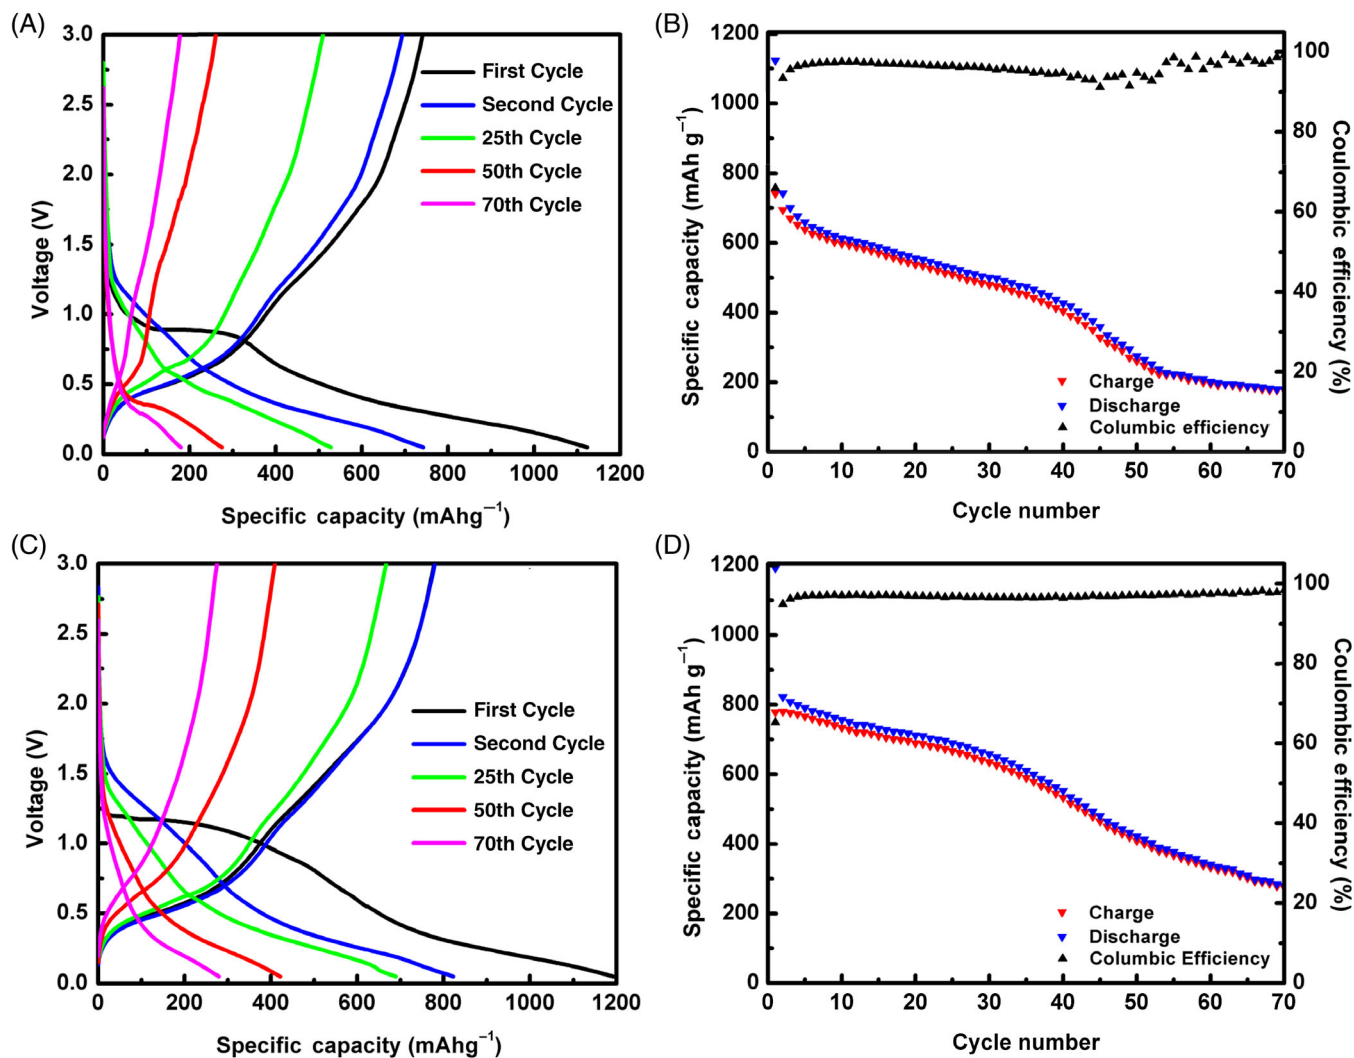 (A)
3.0
2.5
2.0
1.5
1.0
0.5
0.0
Voltage (V)
First Cycle
Second Cycle
25th Cycle
50th Cycle
70th Cycle
0 200 400 600 800 1000 1200
Specific capacity (mAhg⁻¹)
(B)
1200
1000
800
600
400
200
0
Specific capacity (mAh g⁻¹)
100
80
60
40
20
0
Coulombic efficiency (%)
Charge
Discharge
Columbic efficiency
0 10 20 30 40 50 60 70
Cycle number
(C)
3.0
2.5
2.0
1.5
1.0
0.5
0.0
Voltage (V)
First Cycle
Second Cycle
25th Cycle
50th Cycle
70th Cycle
0 200 400 600 800 1000 1200
Specific capacity (mAhg⁻¹)
(D)
1200
1000
800
600
400
200
0
Specific capacity (mAh g⁻¹)
100
80
60
40
20
0
Coulombic efficiency (%)
Charge
Discharge
Columbic Efficiency
0 10 20 30 40 50 60 70
Cycle number